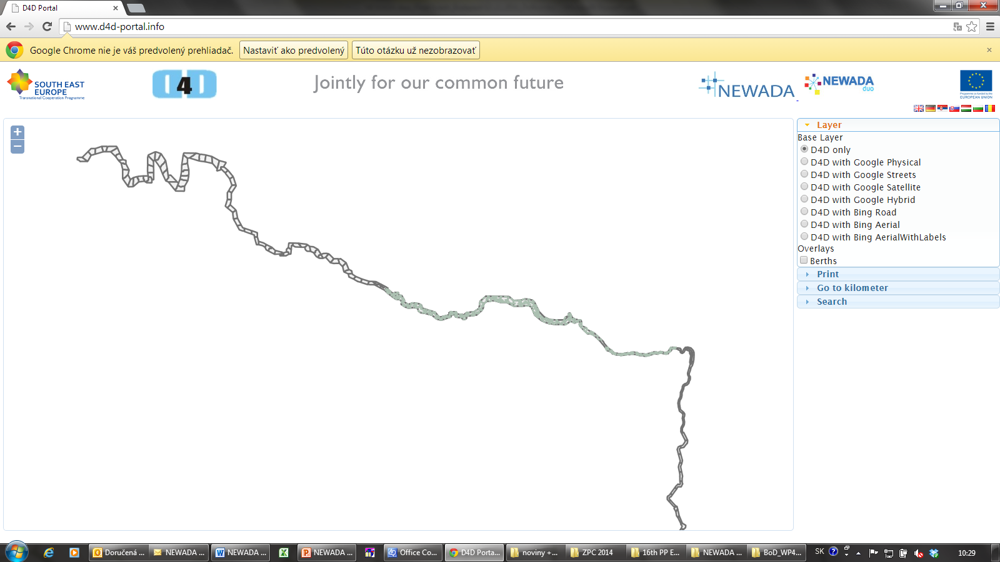 D4D Portal
www.d4d-portal.info
Google Chrome nie je váš predvolený prehliadač. Nastaviť ako predvolený Túto otázku už nezobrazovať
SOUTH EAST
EUROPE
Transnational Cooperation Programme
D4D
Jointly for our common future
NEWADA
NEWADA
duo
EUROPEAN UNION
+
−
Layer
Base Layer
D4D only
D4D with Google Physical
D4D with Google Streets
D4D with Google Satellite
D4D with Google Hybrid
D4D with Bing Road
D4D with Bing Aerial
D4D with Bing AerialWithLabels
Overlays
Berths
Print
Go to kilometer
Search
Doručená ... NEWADA ... NEWADA ... NEWADA ... Office Co... D4D Porta... noviny +... ZPC 2014 16th PP E... NEWADA ... BoD_WP4... SK 10:29